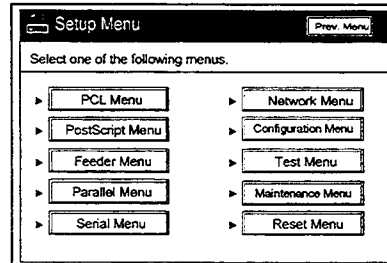 Setup Menu
Prev. Menu
Select one of the following menus.
PCL Menu
Network Menu
PostScript Menu
Configuration Menu
Feeder Menu
Test Menu
Parallel Menu
Maintenance Menu
Serial Menu
Reset Menu